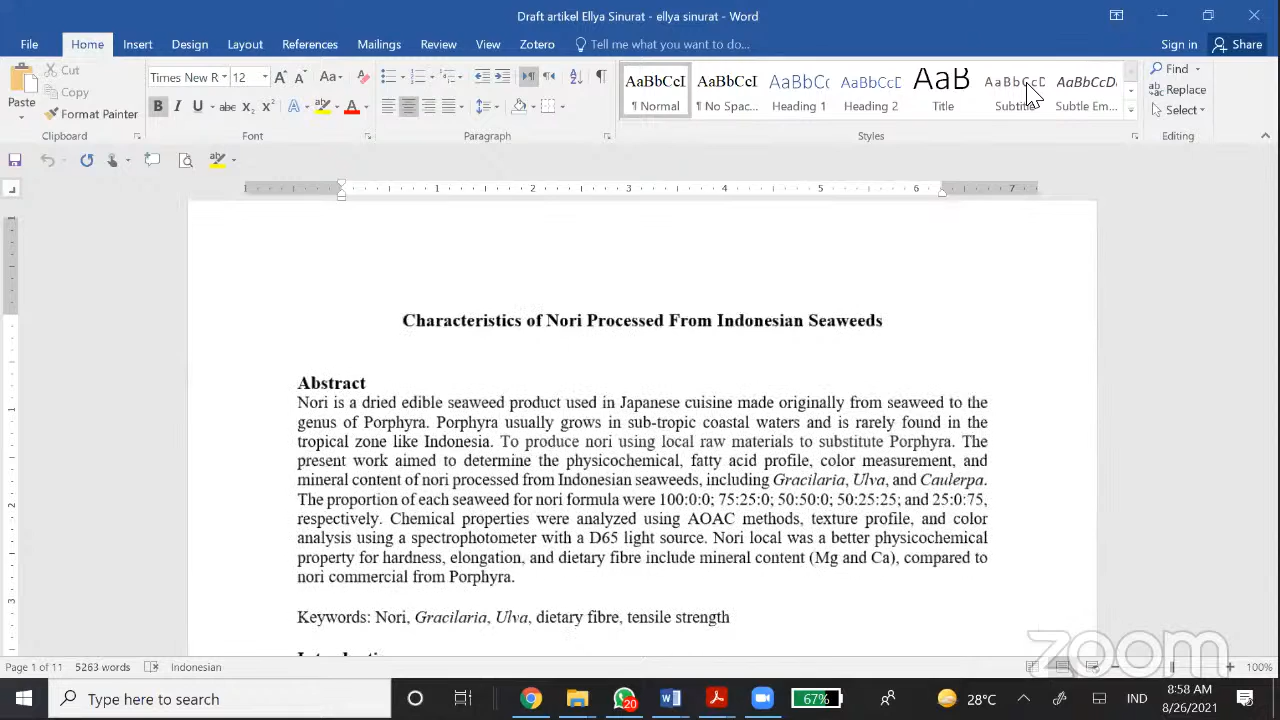 Draft artikel Ellya Sinurat - ellya sinurat - Word
File Home Insert Design Layout References Mailings Review View Zotero Tell me what you want to do... Sign in Share
Paste Cut Copy Format Painter
Times New R 12
AaBbCcI AaBbCcI AaBbCc AaBbCcD AaB AaBbCcD AaBbCcD
¶ Normal ¶ No Spac... Heading 1 Heading 2 Title Subtitle Subtle Em...
Find Replace Select
Clipboard Font Paragraph Styles Editing
1 1 2 3 4 5 6 7
Characteristics of Nori Processed From Indonesian Seaweeds
Abstract
Nori is a dried edible seaweed product used in Japanese cuisine made originally from seaweed to the
genus of Porphyra. Porphyra usually grows in sub-tropic coastal waters and is rarely found in the
tropical zone like Indonesia. To produce nori using local raw materials to substitute Porphyra. The
present work aimed to determine the physicochemical, fatty acid profile, color measurement, and
mineral content of nori processed from Indonesian seaweeds, including Gracilaria, Ulva, and Caulerpa.
The proportion of each seaweed for nori formula were 100:0:0; 75:25:0; 50:50:0; 50:25:25; and 25:0:75,
respectively. Chemical properties were analyzed using AOAC methods, texture profile, and color
analysis using a spectrophotometer with a D65 light source. Nori local was a better physicochemical
property for hardness, elongation, and dietary fibre include mineral content (Mg and Ca), compared to
nori commercial from Porphyra.
Keywords: Nori, Gracilaria, Ulva, dietary fibre, tensile strength
zoom
Page 1 of 11 5263 words Indonesian 100%
Type here to search 20 67% 28°C IND 8:58 AM
8/26/2021